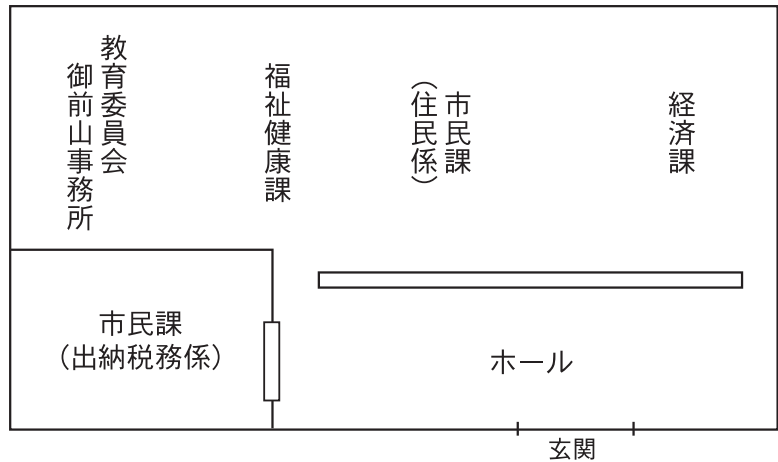 教育委員会
御前山事務所
福祉健康課
市民課
（住民係）
経済課
市民課
（出納税務係）
ホール
玄関